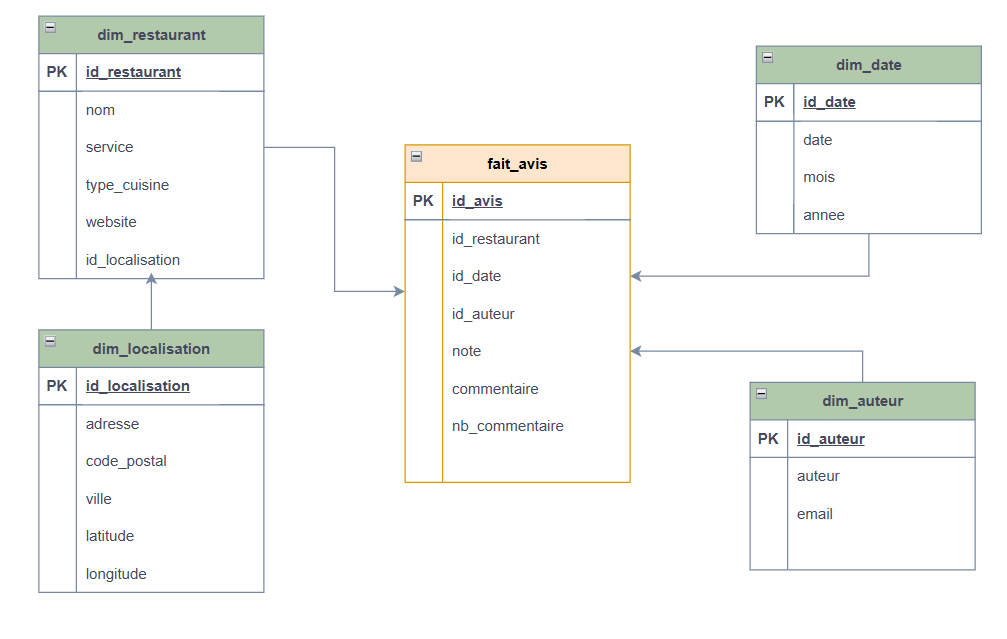 dim_restaurant
PK id_restaurant
nom
service
type_cuisine
website
id_localisation
dim_localisation
PK id_localisation
adresse
code_postal
ville
latitude
longitude
fait_avis
PK id_avis
id_restaurant
id_date
id_auteur
note
commentaire
nb_commentaire
dim_date
PK id_date
date
mois
annee
dim_auteur
PK id_auteur
auteur
email